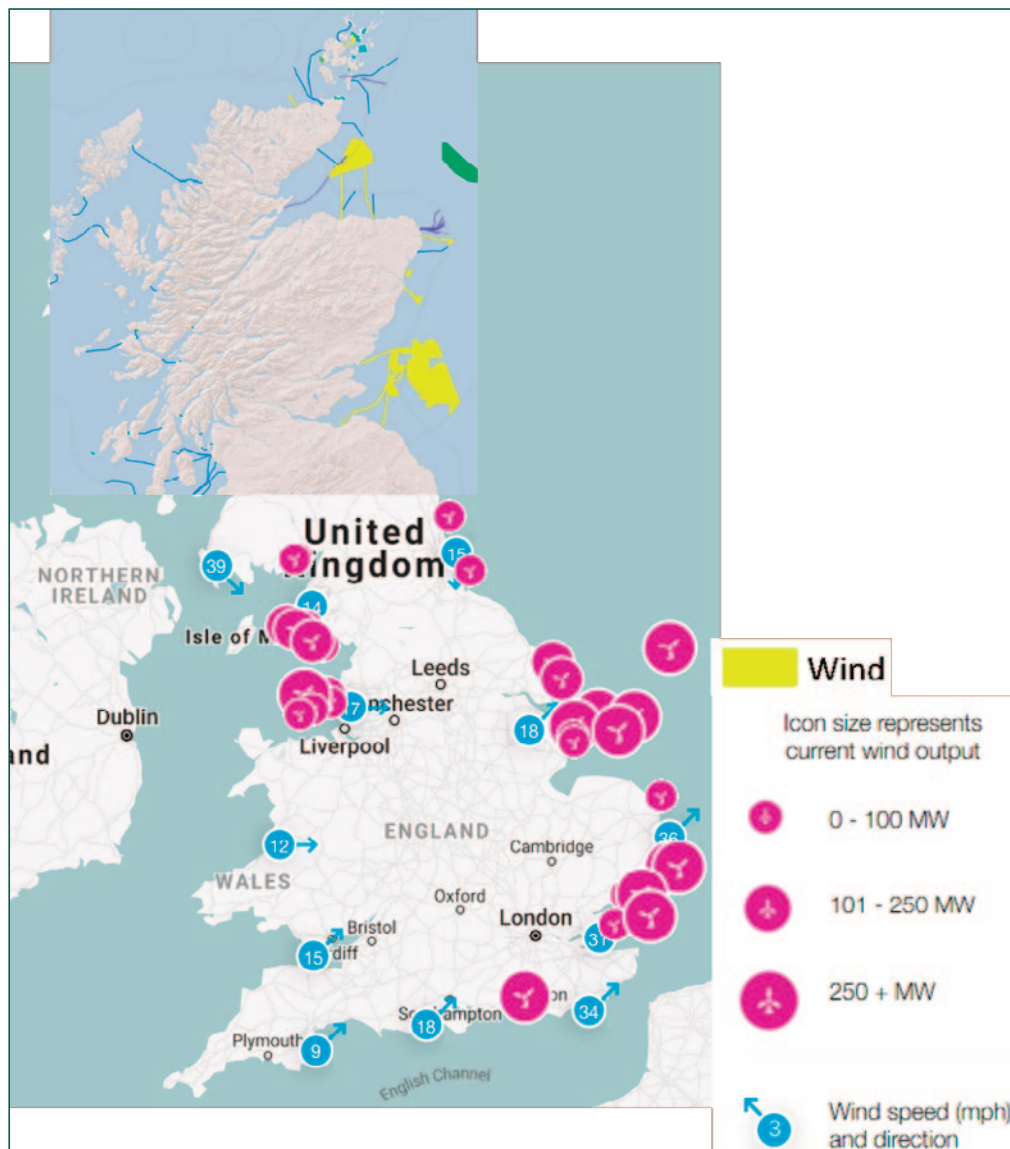 United
Kingdom
15
39
NORTHERN
IRELAND
14
Isle of M
Leeds
7
nchester
Dublin
Liverpool
and
18
Wind
Icon size represents
current wind output
0 - 100 MW
12
ENGLAND
36
Cambridge
WALES
Oxford
101 - 250 MW
London
Bristol
31
diff
15
250 + MW
on
Southampton
34
18
Plymouth
9
English Channel
3
Wind speed (mph)
and direction